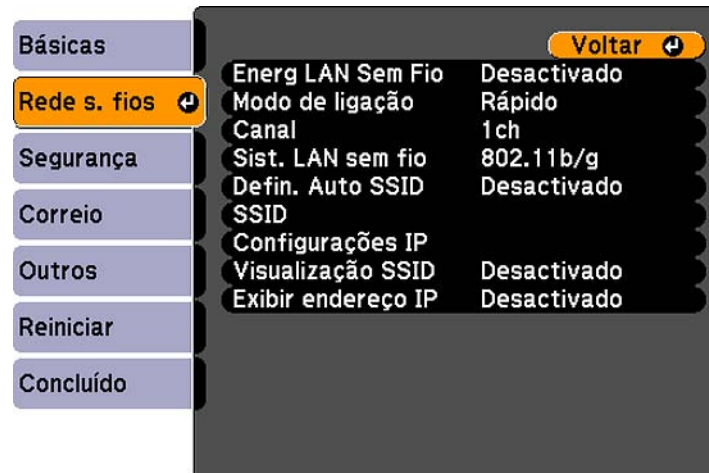 Básicas
Rede s. fios
Segurança
Correio
Outros
Reiniciar
Concluído
Voltar
Energ LAN Sem Fio Desactivado
Modo de ligação Rápido
Canal 1ch
Sist. LAN sem fio 802.11b/g
Defin. Auto SSID Desactivado
SSID
Configurações IP
Visualização SSID Desactivado
Exibir endereço IP Desactivado